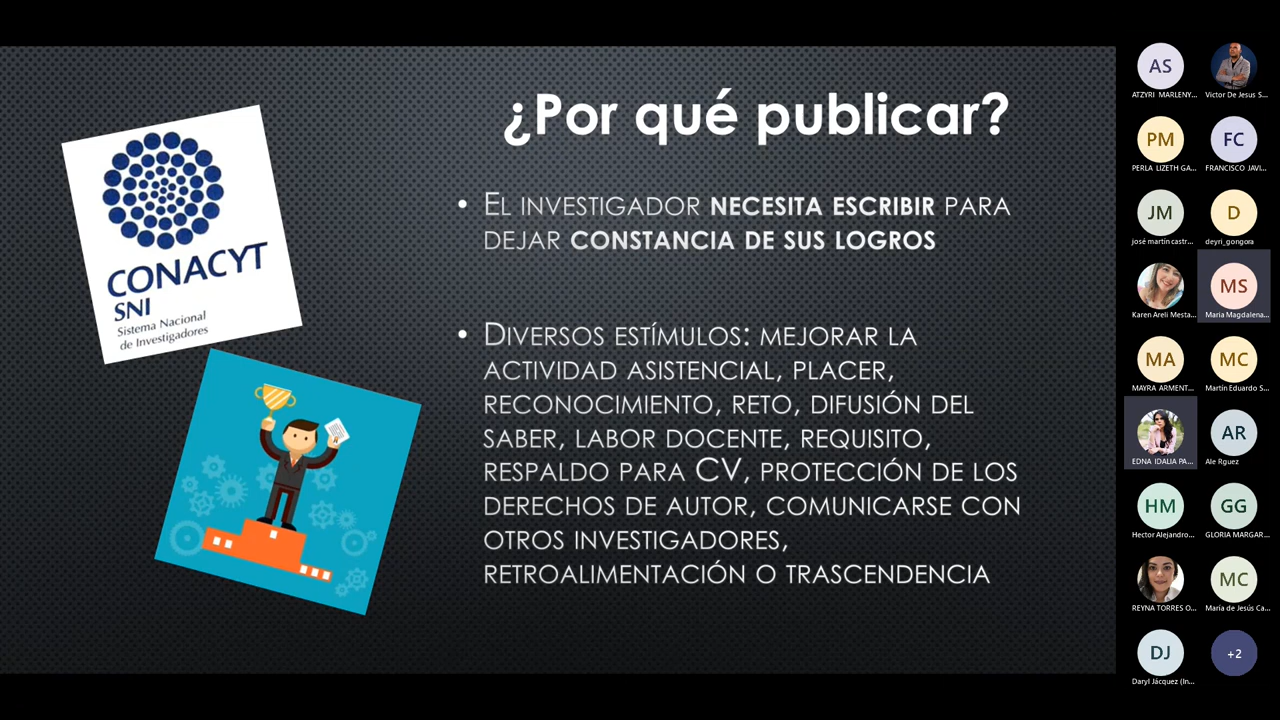 ¿Por qué publicar?
CONACYT
SNI
Sistema Nacional
de Investigadores
• EL INVESTIGADOR NECESITA ESCRIBIR PARA
DEJAR CONSTANCIA DE SUS LOGROS
• DIVERSOS ESTÍMULOS: MEJORAR LA
ACTIVIDAD ASISTENCIAL, PLACER,
RECONOCIMIENTO, RETO, DIFUSIÓN DEL
SABER, LABOR DOCENTE, REQUISITO,
RESPALDO PARA CV, PROTECCIÓN DE LOS
DERECHOS DE AUTOR, COMUNICARSE CON
OTROS INVESTIGADORES,
RETROALIMENTACIÓN O TRASCENDENCIA
AS
ATZYRI MARLENY...
Victor De Jesus S...
PM
PERLA LIZETH GA...
FC
FRANCISCO JAVI...
JM
josé martín castr...
D
deyri_gongora
Karen Areli Mesta...
MS
Maria Magdalena...
MA
MAYRA ARMENT...
MC
Martín Eduardo S...
EDNA IDALIA PA...
AR
Ale Rguez
HM
Hector Alejandro...
GG
GLORIA MARGAR...
REYNA TORRES O...
MC
María de Jesús Ca...
DJ
Daryl Jácquez (In...
+2